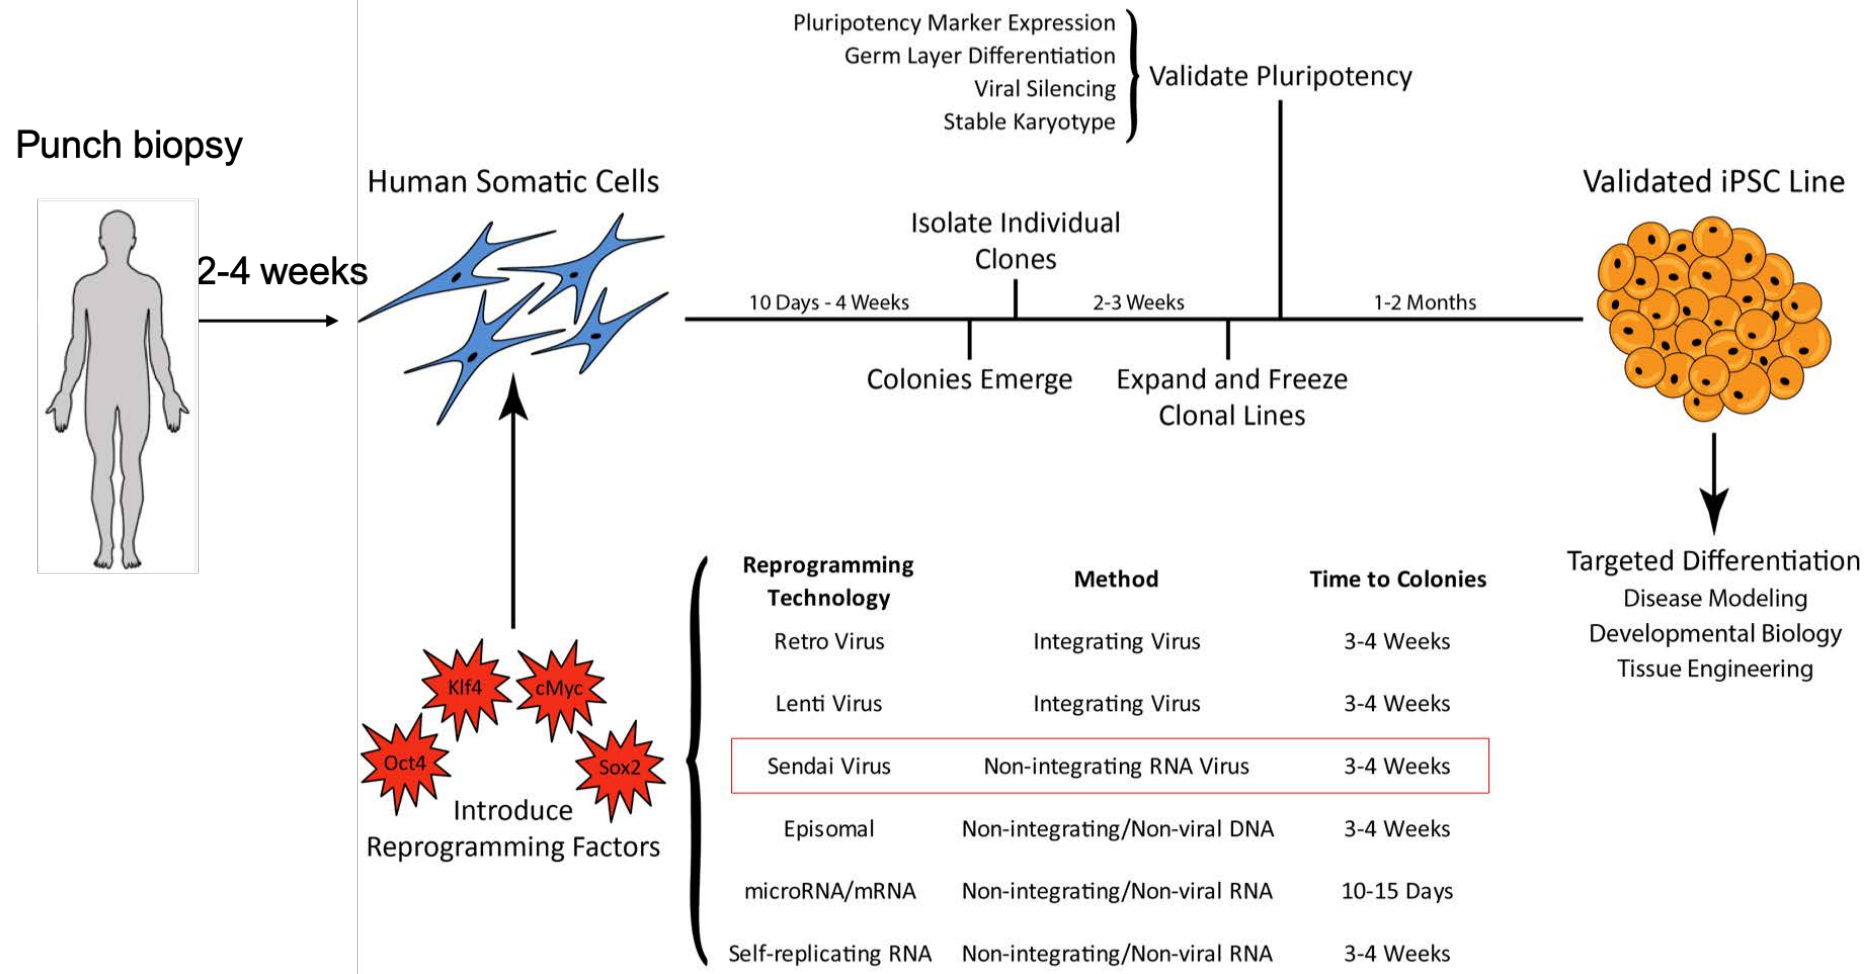 Punch biopsy
2-4 weeks
Human Somatic Cells
Pluripotency Marker Expression
Germ Layer Differentiation
Viral Silencing
Stable Karyotype
Validate Pluripotency
Isolate Individual
Clones
10 Days - 4 Weeks
2-3 Weeks
1-2 Months
Colonies Emerge
Expand and Freeze
Clonal Lines
Validated iPSC Line
Targeted Differentiation
Disease Modeling
Developmental Biology
Tissue Engineering
Klf4
cMyc
Oct4
Sox2
Introduce
Reprogramming Factors
Reprogramming
Technology
Method
Time to Colonies
Retro Virus Integrating Virus 3-4 Weeks
Lenti Virus Integrating Virus 3-4 Weeks
Sendai Virus Non-integrating RNA Virus 3-4 Weeks
Episomal Non-integrating/Non-viral DNA 3-4 Weeks
microRNA/mRNA Non-integrating/Non-viral RNA 10-15 Days
Self-replicating RNA Non-integrating/Non-viral RNA 3-4 Weeks